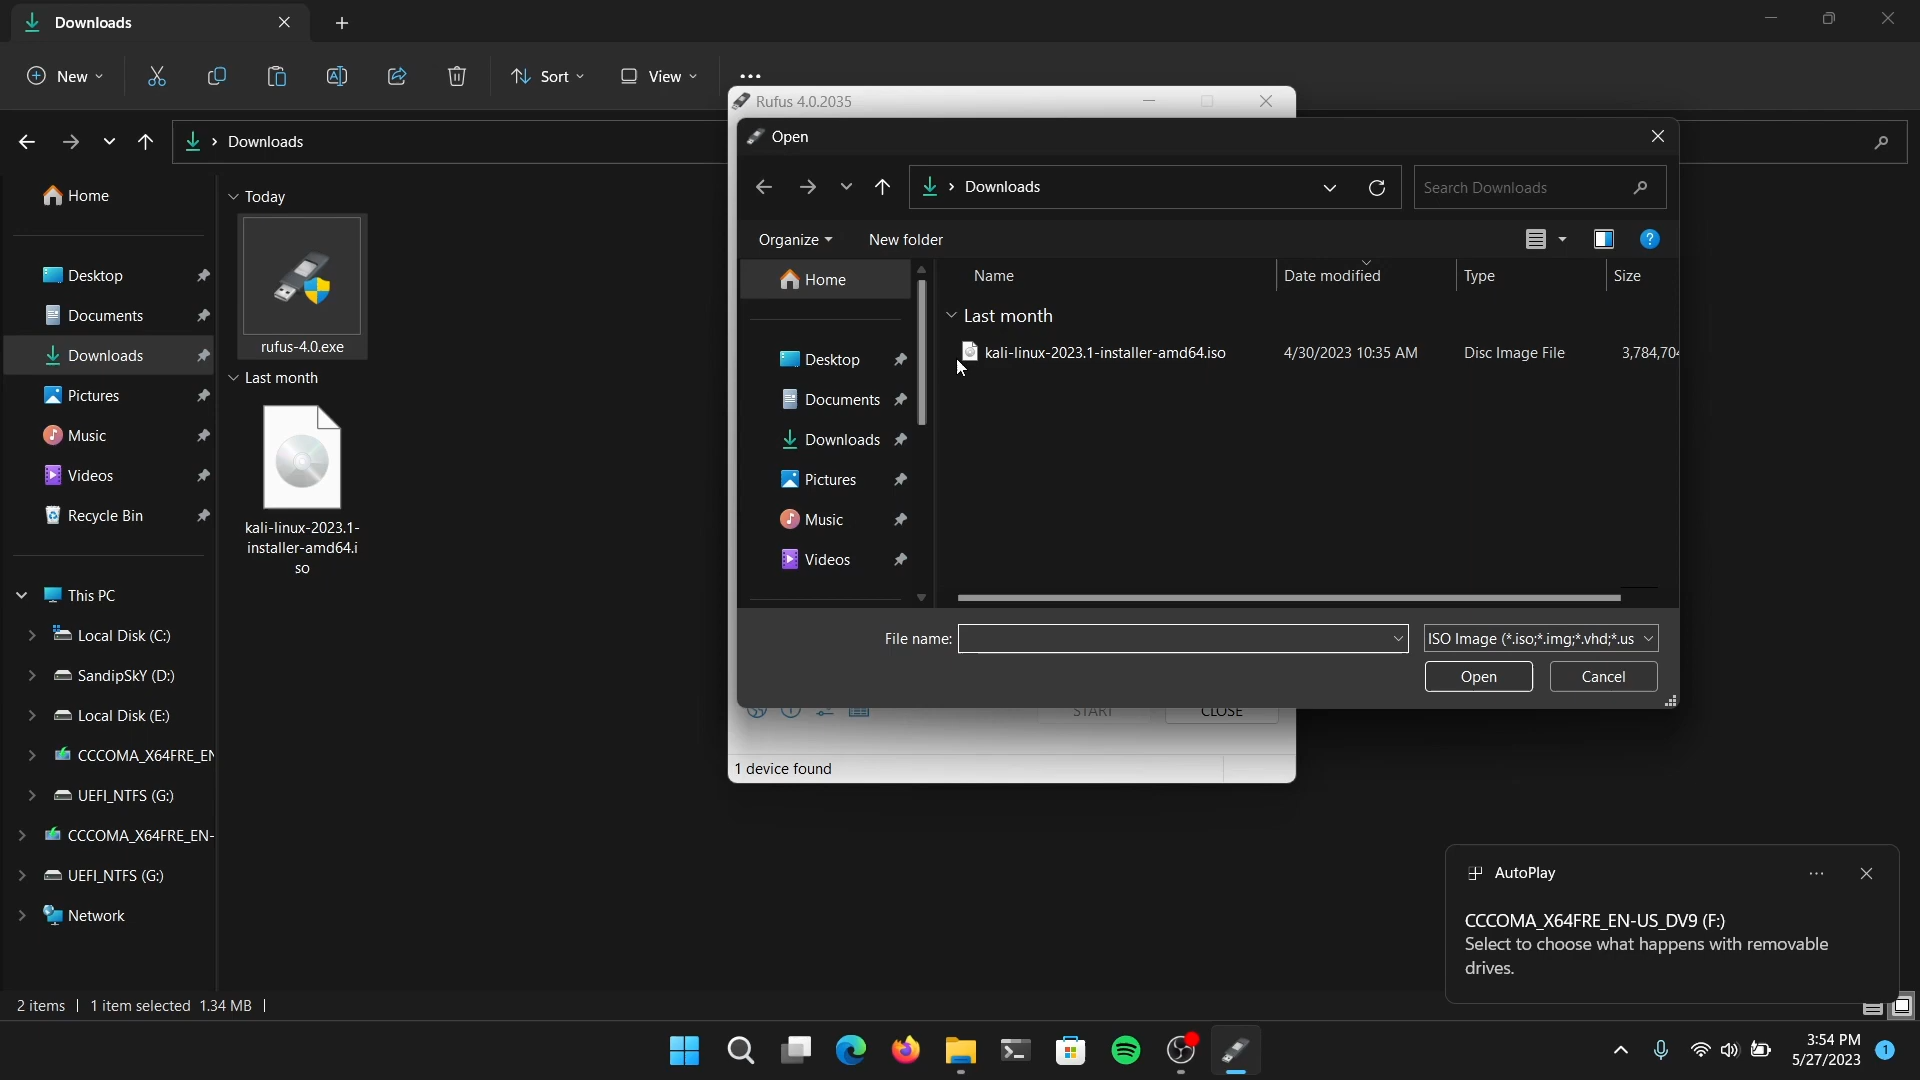 Downloads
New
Sort
View
Downloads
Home
Desktop
Documents
Downloads
Pictures
Music
Videos
Recycle Bin
This PC
Local Disk (C:)
SandipSkY (D:)
Local Disk (E:)
CCCOMA_X64FRE_EN
UEFI_NTFS (G:)
CCCOMA_X64FRE_EN-
UEFI_NTFS (G:)
Network
Today
rufus-4.0.exe
Last month
kali-linux-2023.1-
installer-amd64.i
so
Rufus 4.0.2035
Open
Downloads
Search Downloads
Organize
New folder
Home
Desktop
Documents
Downloads
Pictures
Music
Videos
Name Date modified Type Size
Last month
kali-linux-2023.1-installer-amd64.iso 4/30/2023 10:35 AM Disc Image File 3,784,704
File name:
ISO Image (*.iso;*.img;*.vhd;*.us
Open Cancel
START CLOSE
1 device found
AutoPlay
CCCOMA_X64FRE_EN-US_DV9 (F:)
Select to choose what happens with removable
drives.
2 items 1 item selected 1.34 MB
3:54 PM
5/27/2023
1